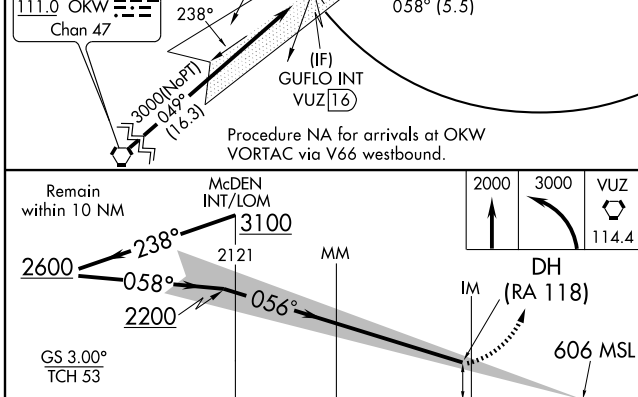 111.0 OKW
Chan 47
238°
058° (5.5)
3000(NoPT)
049°
(16.3)
(IF)
GUFLO INT
VUZ 16
Procedure NA for arrivals at OKW
VORTAC via V66 westbound.
Remain
within 10 NM
McDEN
INT/LOM
3100
2000
3000
VUZ
114.4
238°
2600
2121
MM
058°
056°
2200
IM
DH
(RA 118)
606 MSL
GS 3.00°
TCH 53